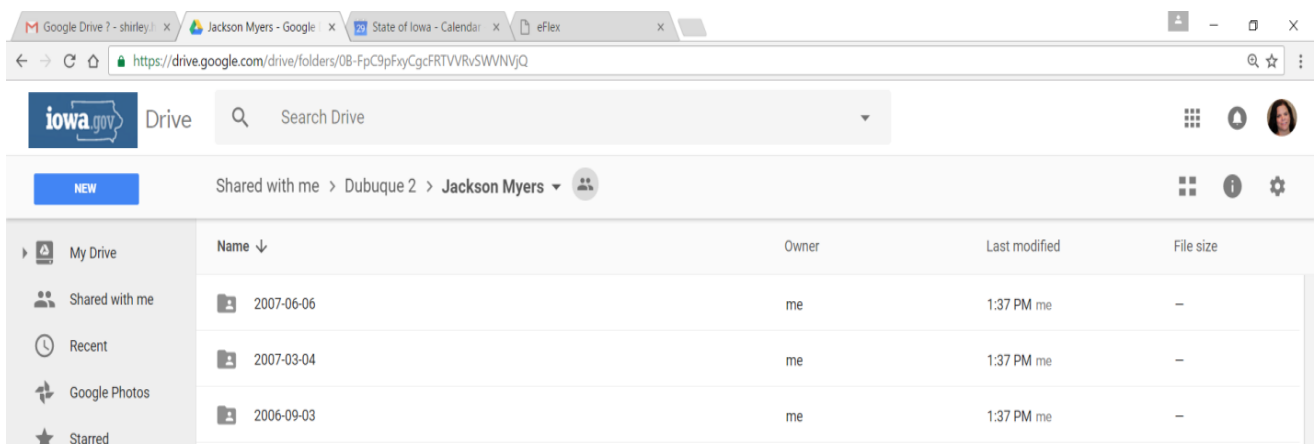 Google Drive ? - shirley.h Jackson Myers - Google State of Iowa - Calendar eFlex
https://drive.google.com/drive/folders/0B-FpC9pFxyCgcFRTVVRvSWVNVjQ
iowa.gov Drive Search Drive
NEW Shared with me > Dubuque 2 > Jackson Myers
My Drive Name Owner Last modified File size
Shared with me 2007-06-06 me 1:37 PM me –
Recent 2007-03-04 me 1:37 PM me –
Google Photos 2006-09-03 me 1:37 PM me –
Starred